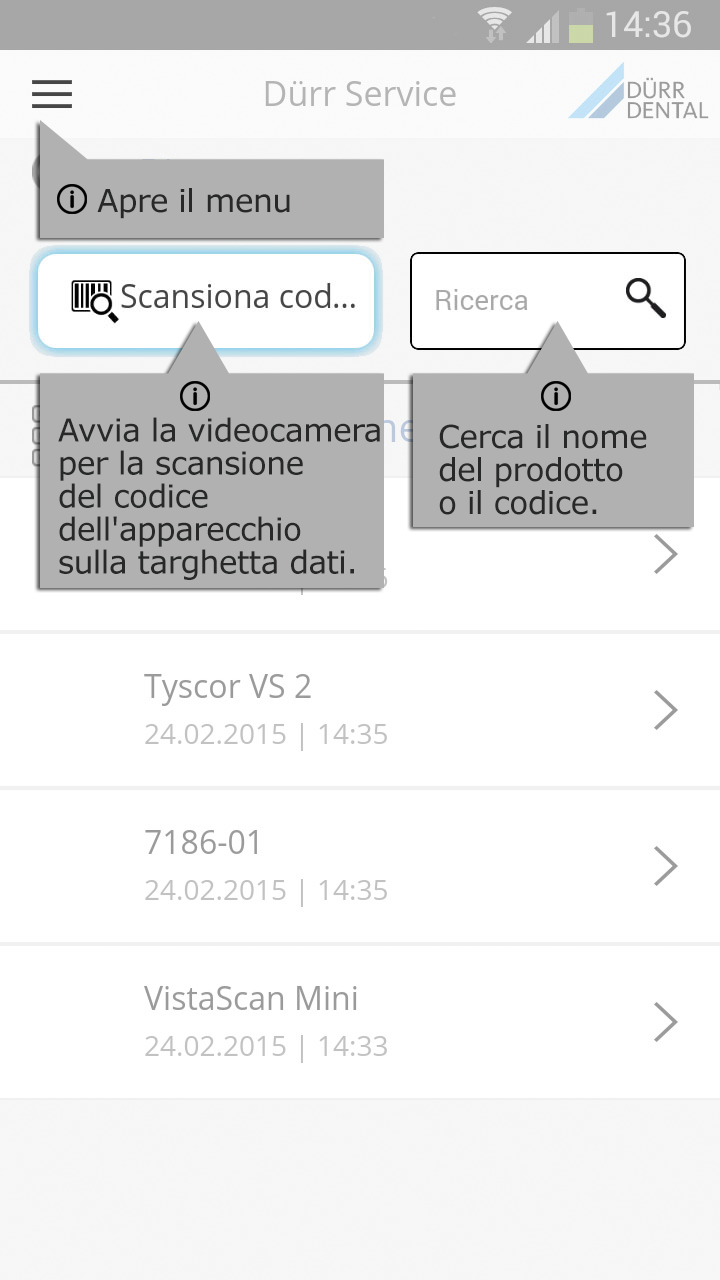 14:36
Dürr Service
DÜRR
DENTAL
Apre il menu
Scansiona cod...
Ricerca
Avvia la videocamera
per la scansione
del codice
dell'apparecchio
sulla targhetta dati.
Cerca il nome
del prodotto
o il codice.
Tyscor VS 2
24.02.2015 | 14:35
7186-01
24.02.2015 | 14:35
VistaScan Mini
24.02.2015 | 14:33